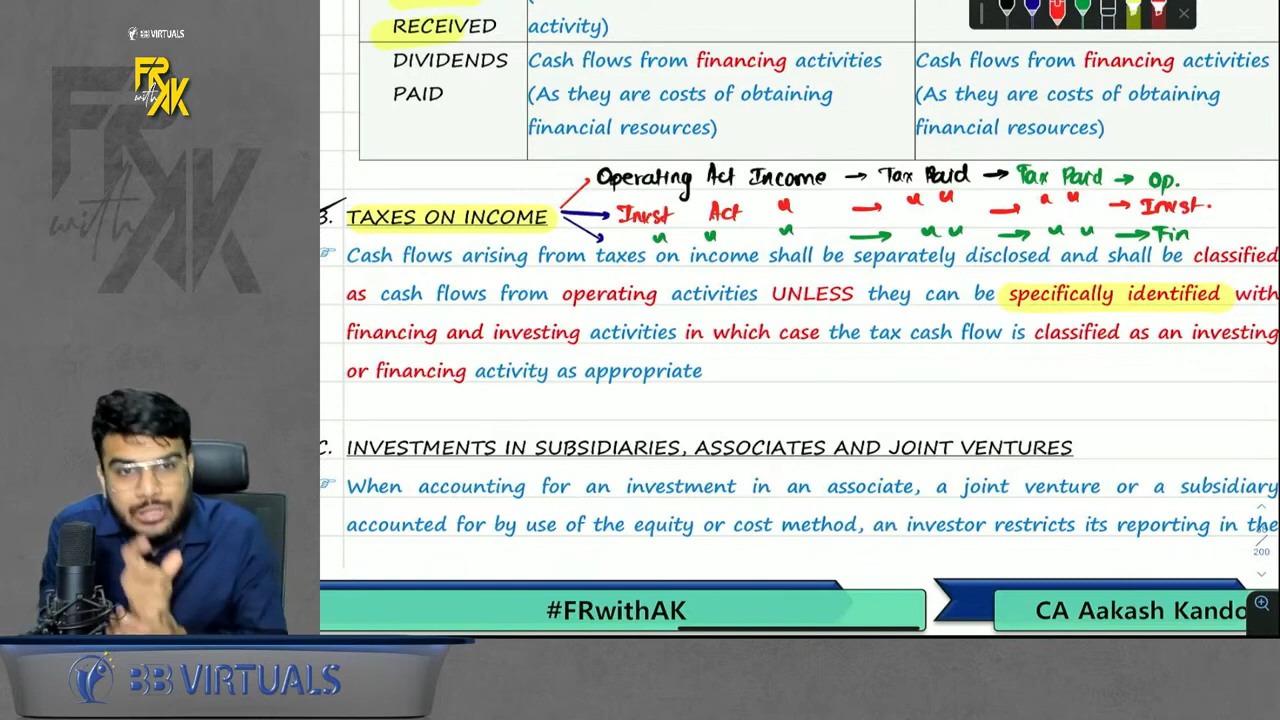 BB VIRTUALS
FR
with
AK
RECEIVED
activity)
DIVIDENDS
PAID
Cash flows from financing activities
(As they are costs of obtaining
financial resources)
Cash flows from financing activities
(As they are costs of obtaining
financial resources)
Operating Act Income → Tax Paid → Tax Paid → Op.
B. TAXES ON INCOME
Invst Act " → " " → " " → Invst.
" " " → " " → " " → Fin
☞ Cash flows arising from taxes on income shall be separately disclosed and shall be classified
as cash flows from operating activities UNLESS they can be specifically identified with
financing and investing activities in which case the tax cash flow is classified as an investing
or financing activity as appropriate
C. INVESTMENTS IN SUBSIDIARIES, ASSOCIATES AND JOINT VENTURES
☞ When accounting for an investment in an associate, a joint venture or a subsidiary
accounted for by use of the equity or cost method, an investor restricts its reporting in the
200
#FRwithAK
CA Aakash Kando
BB VIRTUALS